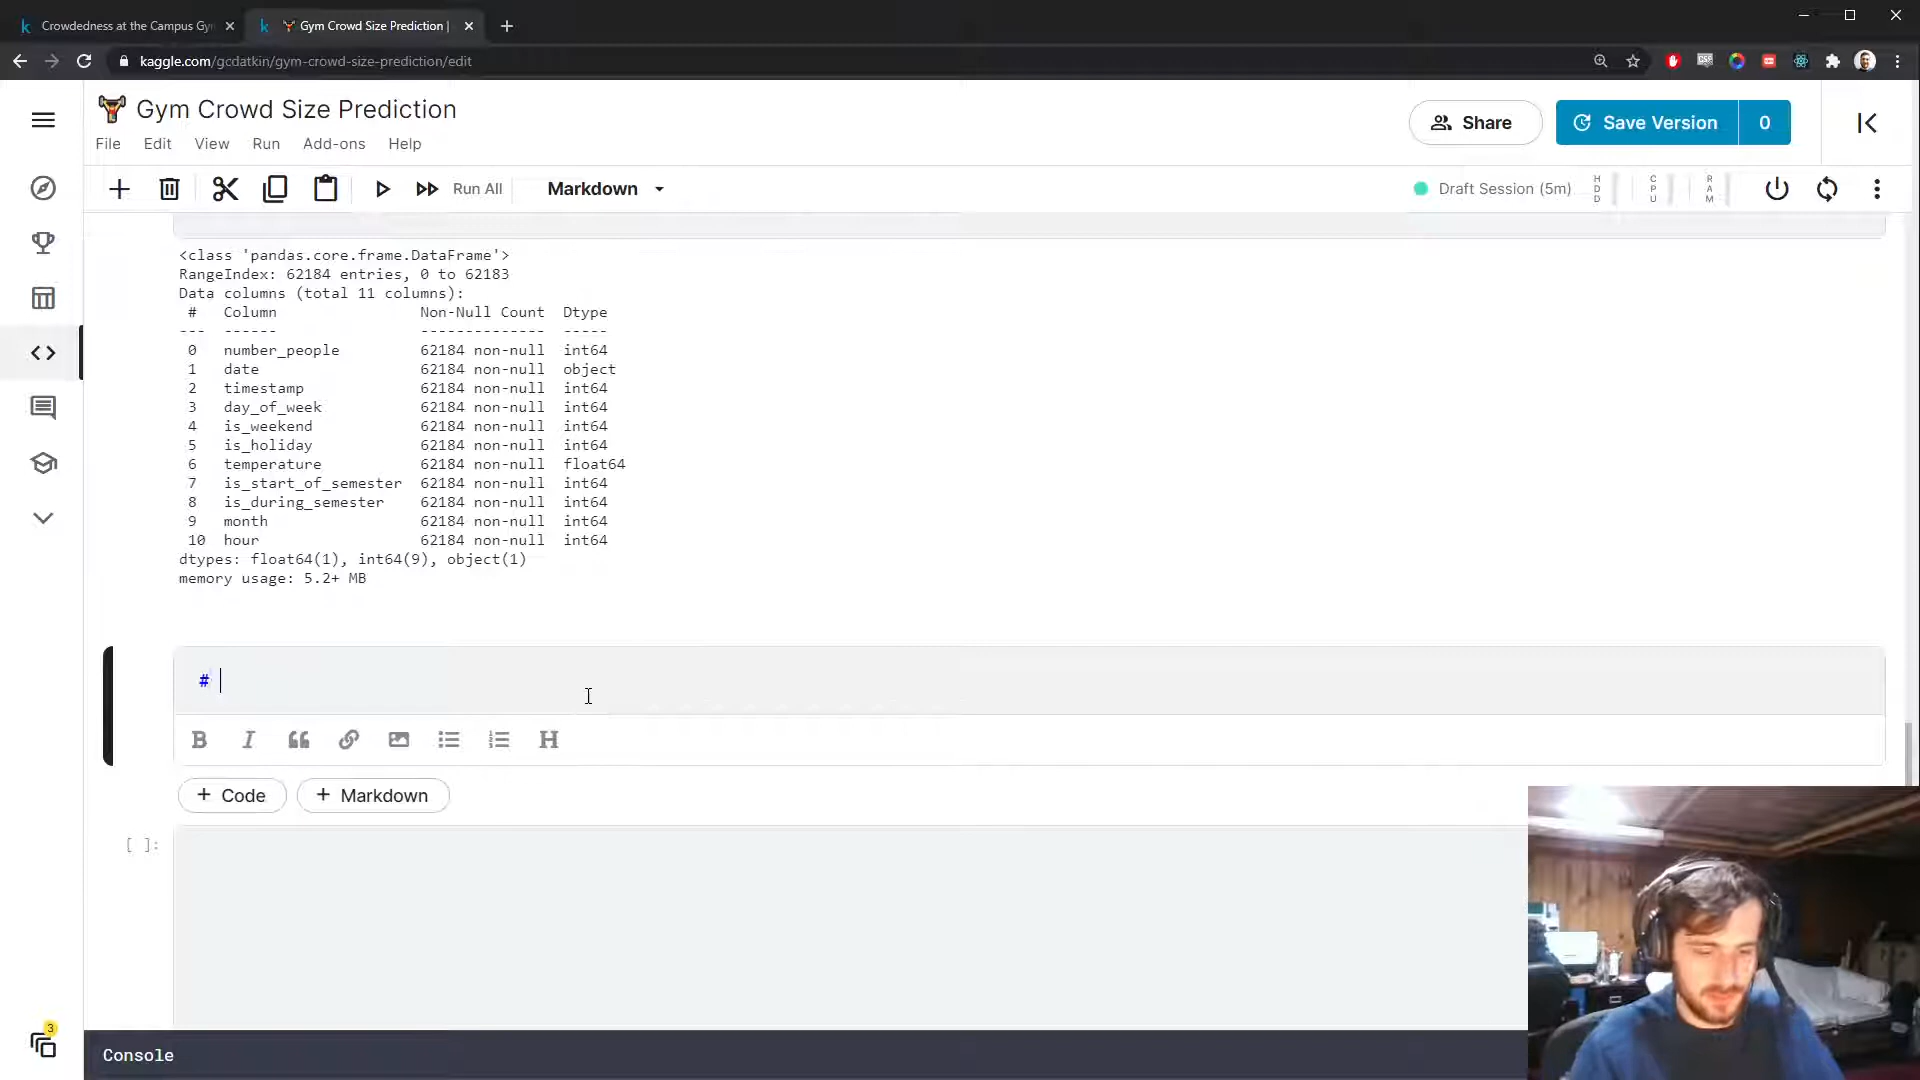 Crowdedness at the Campus Gy
Gym Crowd Size Prediction |
kaggle.com/gcdatkin/gym-crowd-size-prediction/edit
Gym Crowd Size Prediction
Share
Save Version
0
File
Edit
View
Run
Add-ons
Help
Run All
Markdown
Draft Session (5m)
HDD
CPU
RAM
<class 'pandas.core.frame.DataFrame'>
RangeIndex: 62184 entries, 0 to 62183
Data columns (total 11 columns):
# Column Non-Null Count Dtype
--- ------ -------------- -----
0 number_people 62184 non-null int64
1 date 62184 non-null object
2 timestamp 62184 non-null int64
3 day_of_week 62184 non-null int64
4 is_weekend 62184 non-null int64
5 is_holiday 62184 non-null int64
6 temperature 62184 non-null float64
7 is_start_of_semester 62184 non-null int64
8 is_during_semester 62184 non-null int64
9 month 62184 non-null int64
10 hour 62184 non-null int64
dtypes: float64(1), int64(9), object(1)
memory usage: 5.2+ MB
#
B I H
+ Code
+ Markdown
[ ]:
3
Console